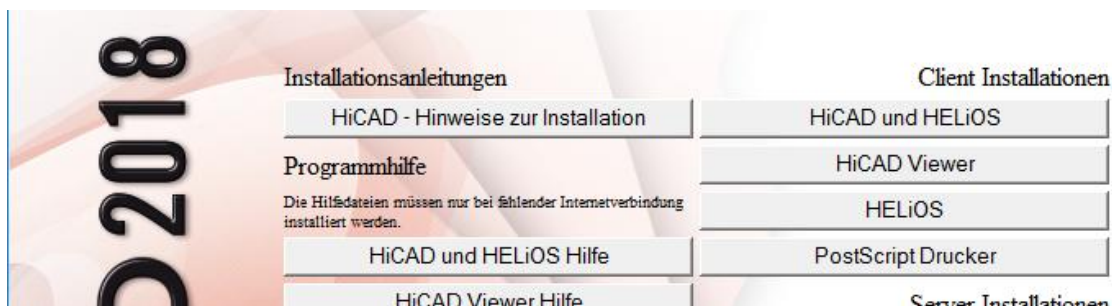 2018
Installationsanleitungen
HiCAD - Hinweise zur Installation
Programmhilfe
Die Hilfedateien müssen nur bei fehlender Internetverbindung
installiert werden.
HiCAD und HELiOS Hilfe
HiCAD Viewer Hilfe
Client Installationen
HiCAD und HELiOS
HiCAD Viewer
HELiOS
PostScript Drucker
Server Installationen